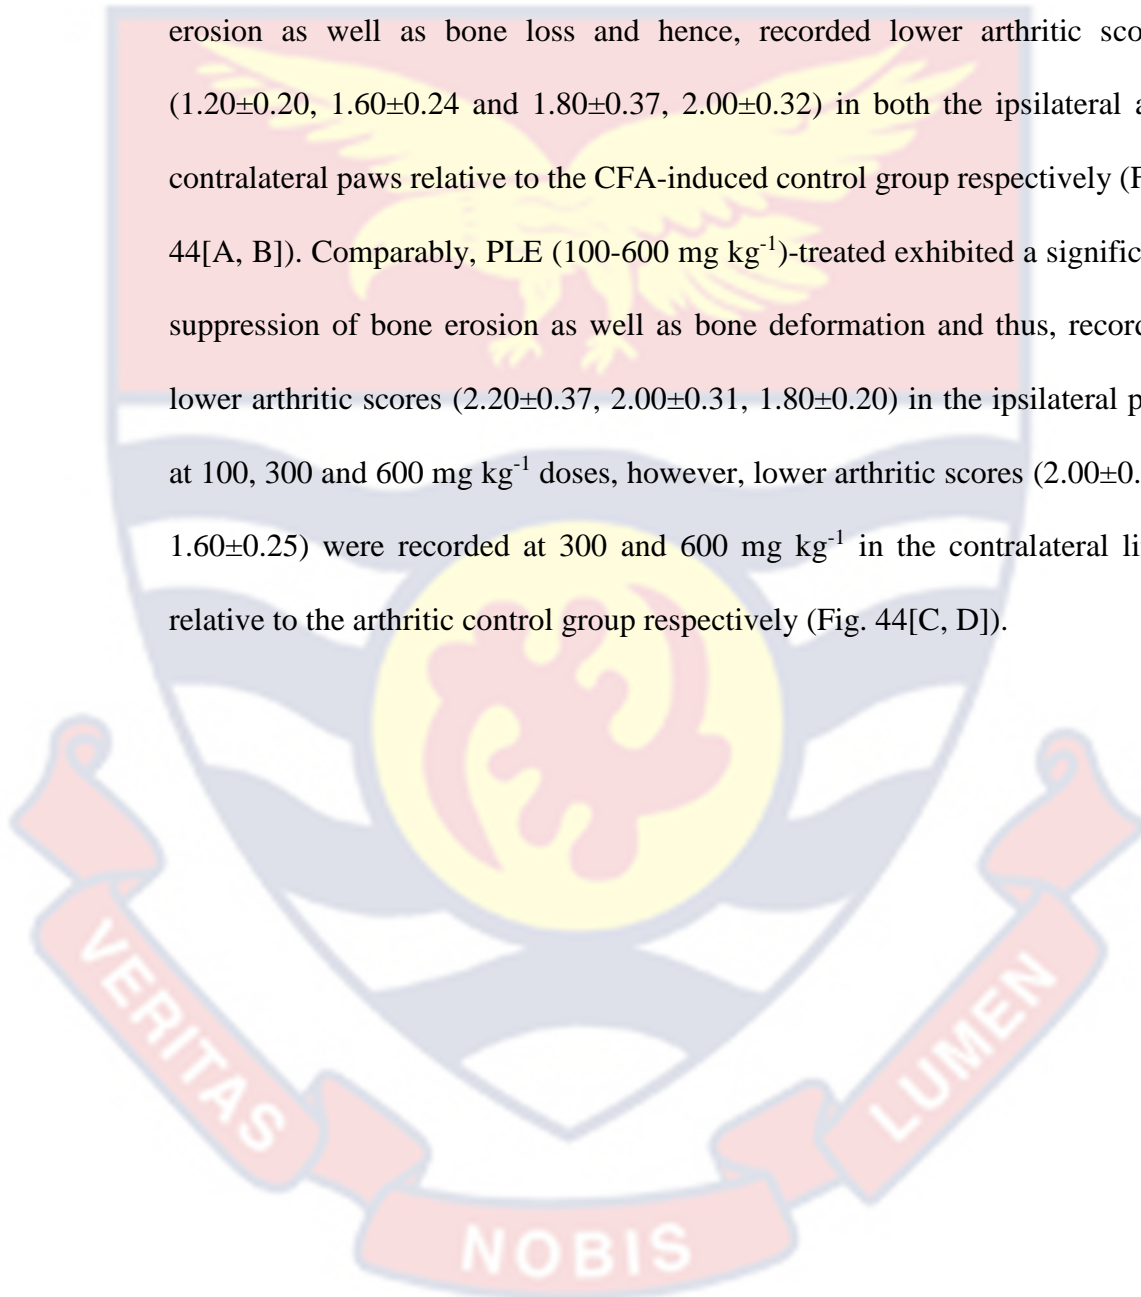 erosion as well as bone loss and hence, recorded lower arthritic sco
(1.20±0.20, 1.60±0.24 and 1.80±0.37, 2.00±0.32) in both the ipsilateral a
contralateral paws relative to the CFA-induced control group respectively (F
44[A, B]). Comparably, PLE (100-600 mg kg⁻¹)-treated exhibited a signific
suppression of bone erosion as well as bone deformation and thus, record
lower arthritic scores (2.20±0.37, 2.00±0.31, 1.80±0.20) in the ipsilateral p
at 100, 300 and 600 mg kg⁻¹ doses, however, lower arthritic scores (2.00±0.
1.60±0.25) were recorded at 300 and 600 mg kg⁻¹ in the contralateral li
relative to the arthritic control group respectively (Fig. 44[C, D]).
VERITAS
NOBIS
LUMEN